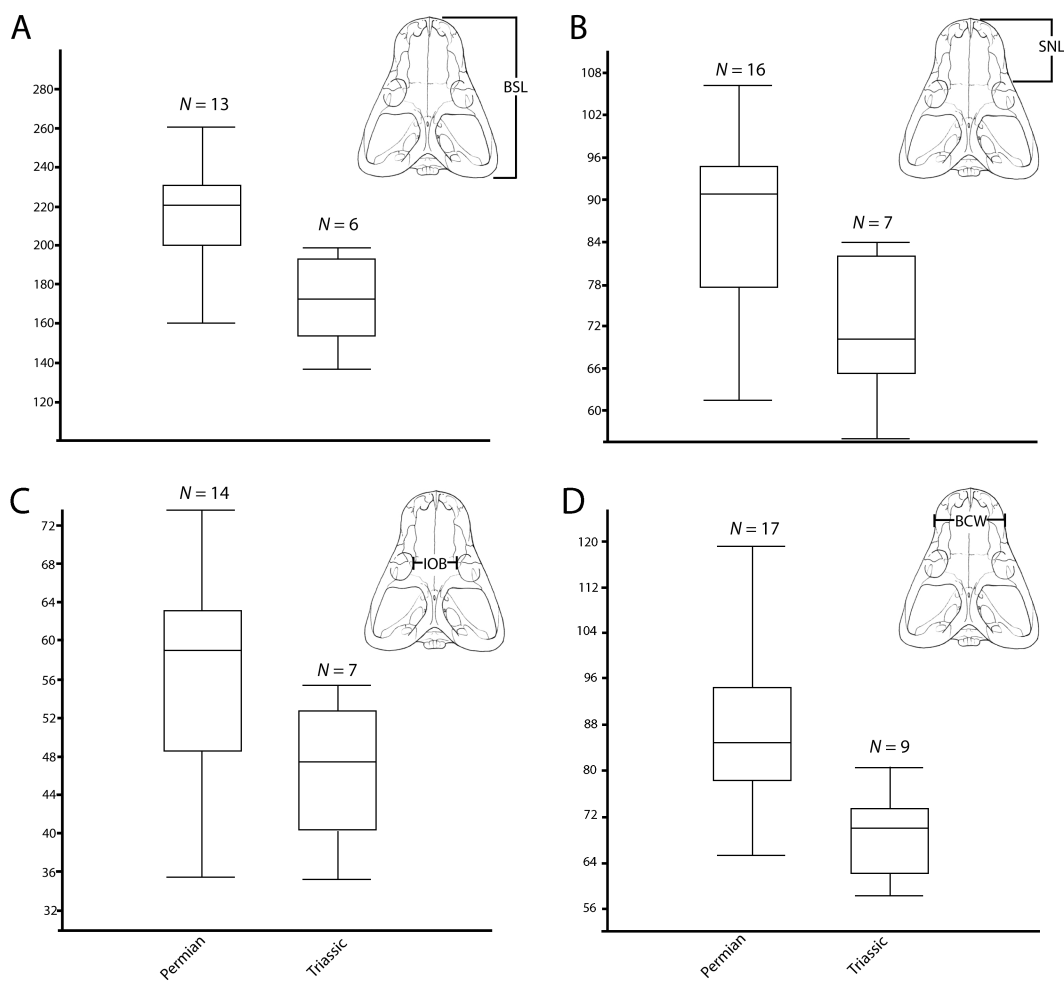 A
BSL
N = 13
N = 6
280
260
240
220
200
180
160
140
120
B
SNL
N = 16
N = 7
108
102
96
90
84
78
72
66
60
C
IOB
N = 14
N = 7
72
68
64
60
56
52
48
44
40
36
32
Permian
Triassic
D
BCW
N = 17
N = 9
120
112
104
96
88
80
72
64
56
Permian
Triassic